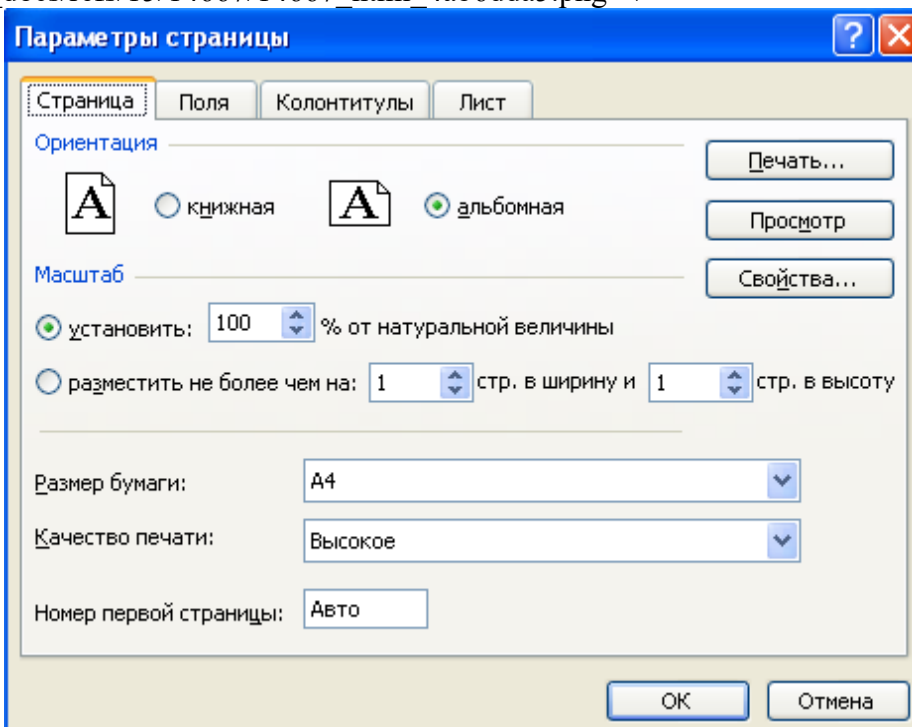 Параметры страницы
Страница Поля Колонтитулы Лист
Ориентация
Печать...
A книжная A альбомная
Просмотр
Масштаб
Свойства...
установить: 100 % от натуральной величины
разместить не более чем на: 1 стр. в ширину и 1 стр. в высоту
Размер бумаги: A4
Качество печати: Высокое
Номер первой страницы: Авто
ОК Отмена